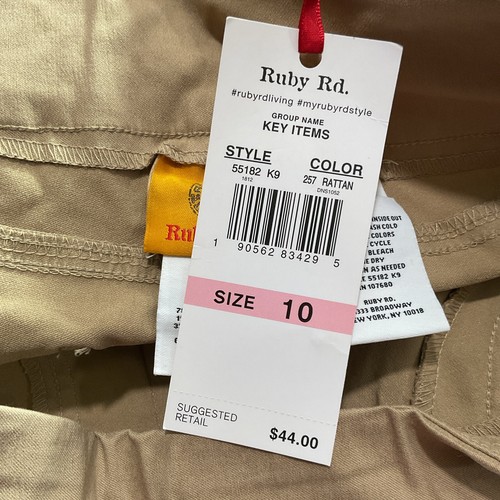 Ruby Rd.
#rubyrdliving #myrubyrdstyle
GROUP NAME
KEY ITEMS
STYLE COLOR
55182 K9 257 RATTAN
1812 DNS1052
1 90562 83429 5
SIZE 10
SUGGESTED
RETAIL
$44.00
INSIDE OUT
COLD
COLORS
CYCLE
BLEACH
DRY
AS NEEDED
55182 K9
107680
RUBY RD.
BROADWAY
NEW YORK, NY 10018